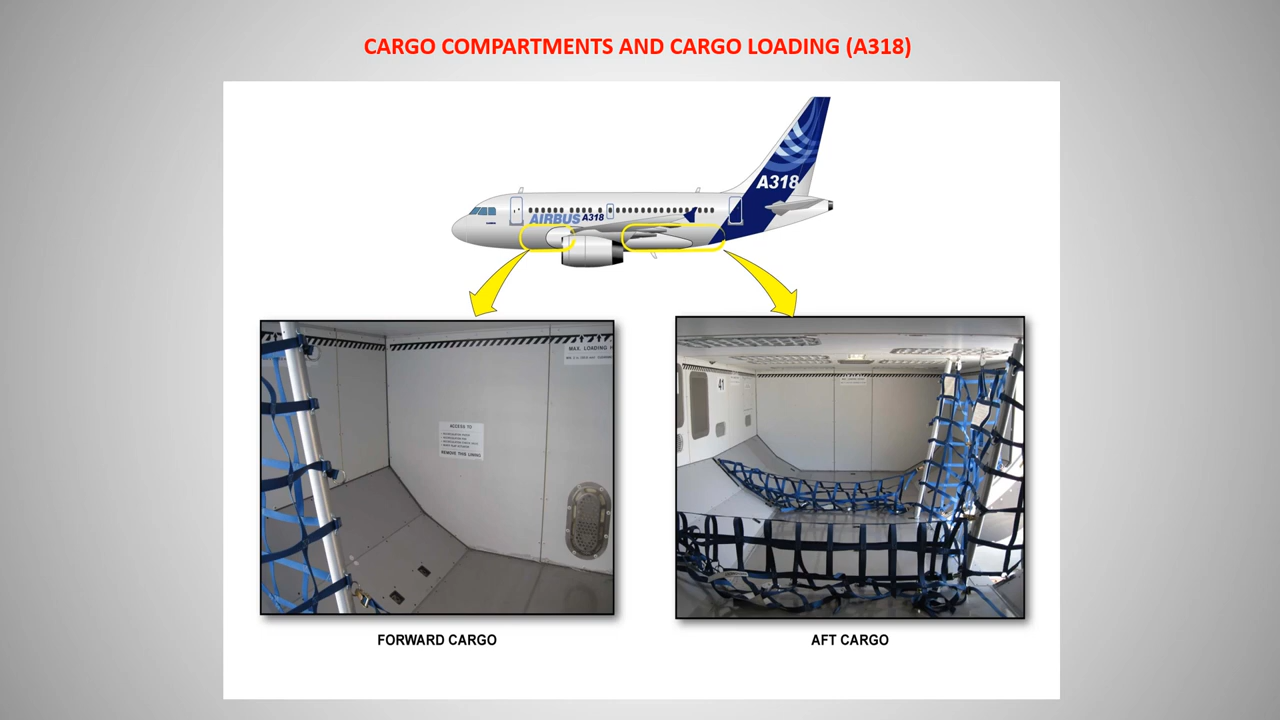 CARGO COMPARTMENTS AND CARGO LOADING (A318)
A318
AIRBUS A318
MAX. LOADING
ACCESS TO
REMOVE THIS LINING
41
FORWARD CARGO
AFT CARGO